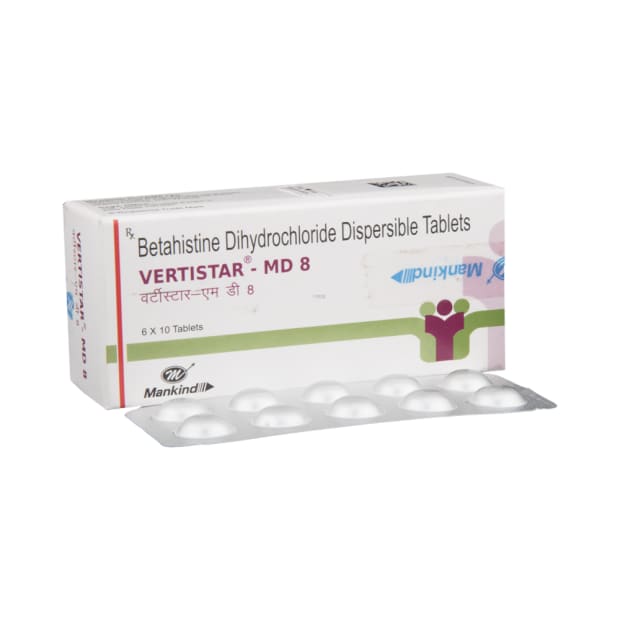 Rx
Betahistine Dihydrochloride Dispersible Tablets
VERTISTAR® - MD 8
वर्टीस्टार-एम डी 8
6 X 10 Tablets
Mankind
Mankind
VERTISTAR® MD 8